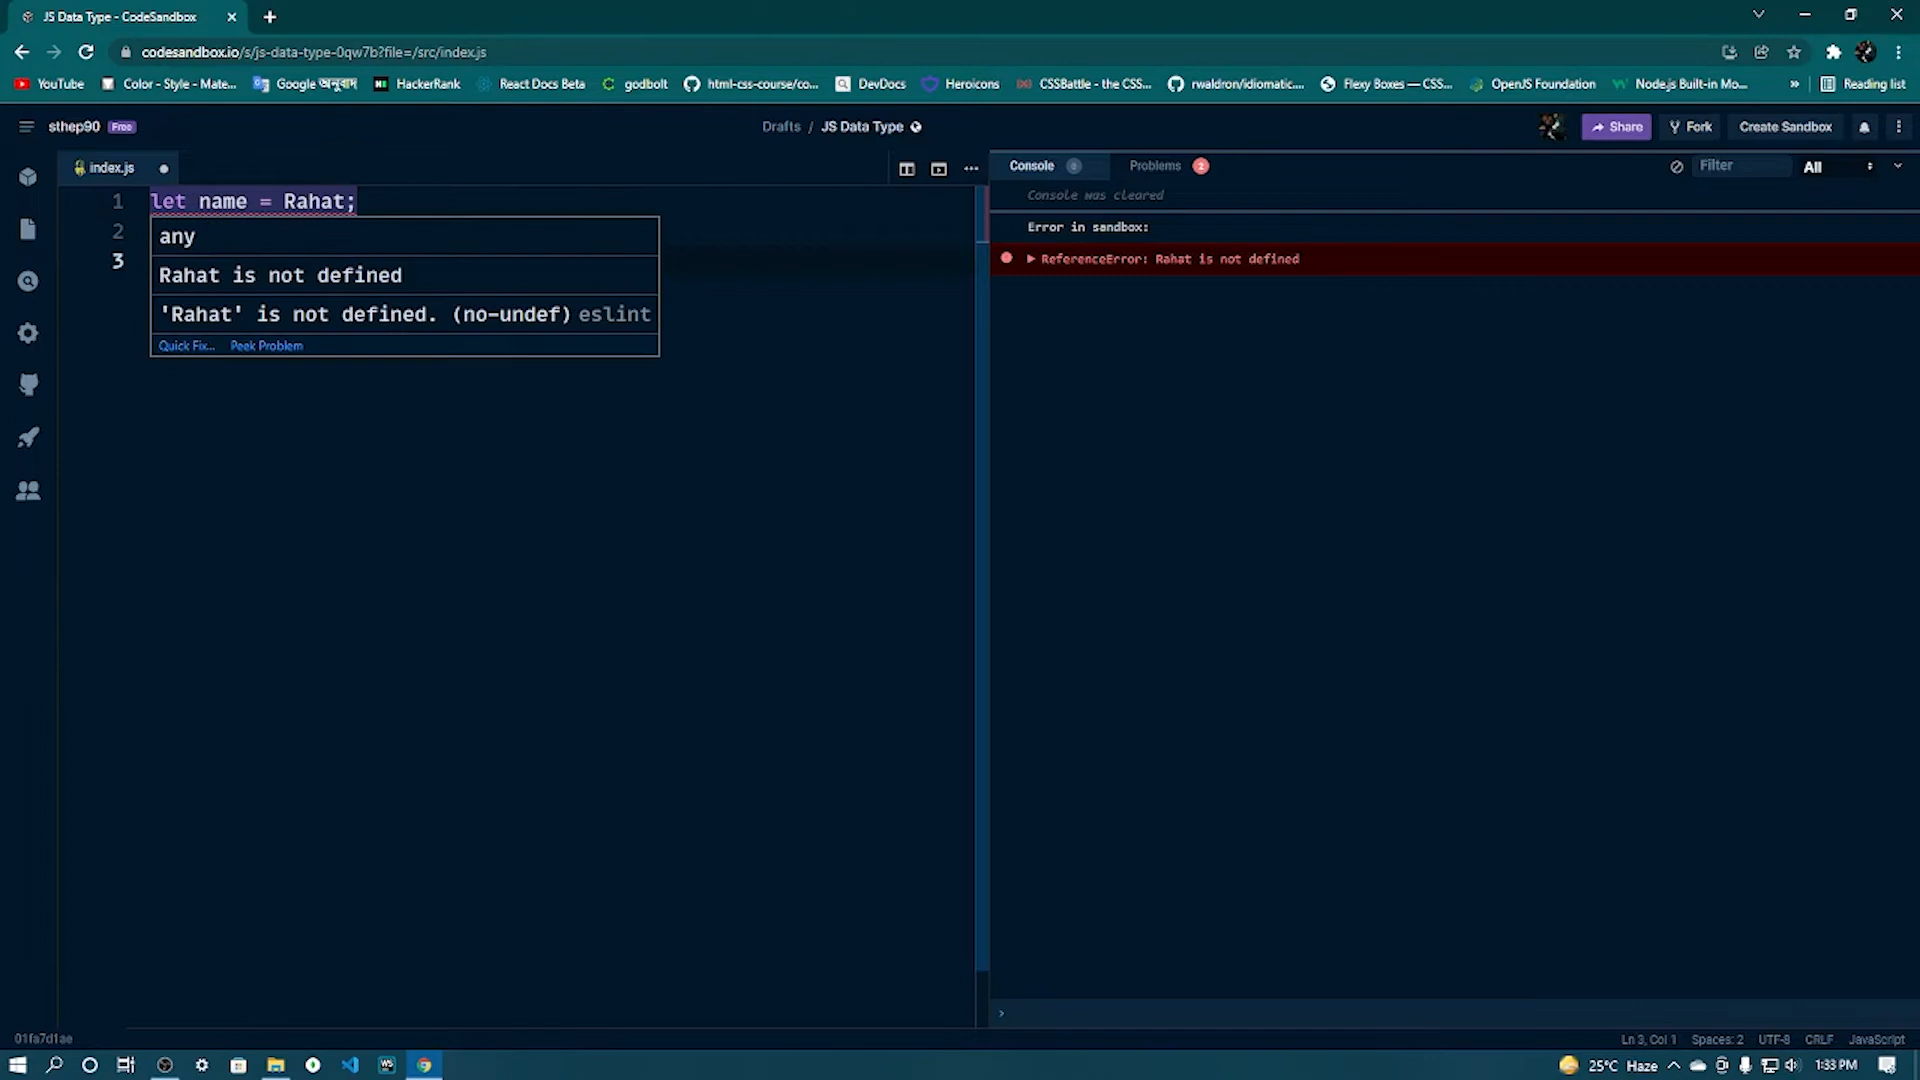 JS Data Type - CodeSandbox
codesandbox.io/s/js-data-type-0qw7b?file=/src/index.js
YouTube Color - Style - Mate... Google অনুবাদ HackerRank React Docs Beta godbolt html-css-course/co... DevDocs Heroicons CSSBattle - the CSS... rwaldron/idiomatic.... Flexy Boxes — CSS... OpenJS Foundation Node.js Built-in Mo... » Reading list
sthep90 Free Drafts / JS Data Type Share Fork Create Sandbox
index.js Console 0 Problems 2 Filter All
Console was cleared
1 let name = Rahat;
2
3
any
Rahat is not defined
'Rahat' is not defined. (no-undef) eslint
Quick Fix... Peek Problem
Error in sandbox:
ReferenceError: Rahat is not defined
01fa7d1ae Ln 3, Col 1 Spaces: 2 UTF-8 CRLF JavaScript
25°C Haze 1:33 PM